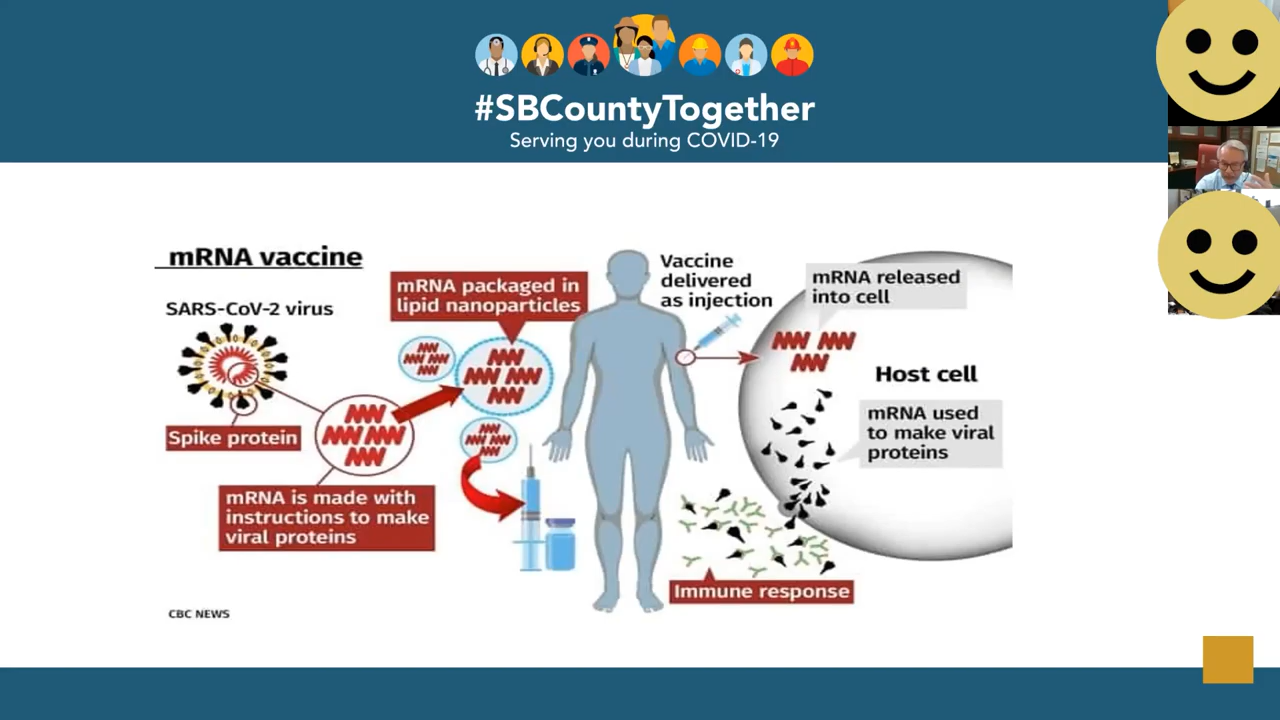 #SBCountyTogether
Serving you during COVID-19
mRNA vaccine
SARS-CoV-2 virus
Spike protein
mRNA is made with
instructions to make
viral proteins
mRNA packaged in
lipid nanoparticles
Vaccine
delivered
as injection
mRNA released
into cell
Host cell
mRNA used
to make viral
proteins
Immune response
CBC NEWS